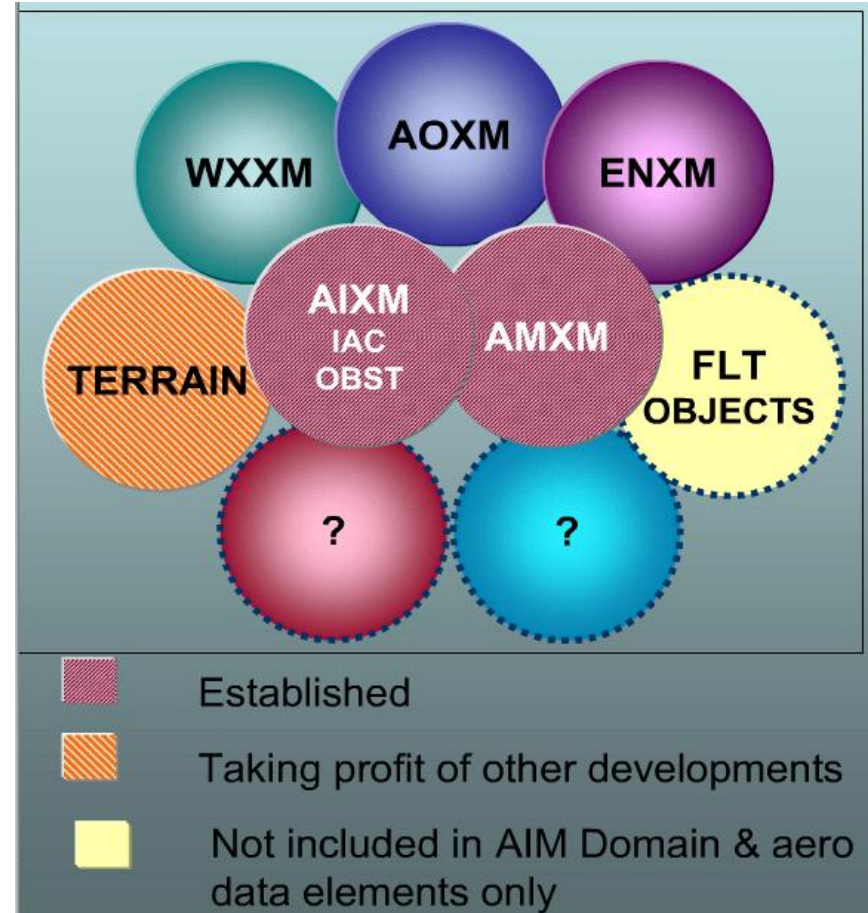 AOXM
WXXM
ENXM
AIXM
IAC
OBST
AMXM
TERRAIN
FLT
OBJECTS
?
?
Established
Taking profit of other developments
Not included in AIM Domain & aero
data elements only